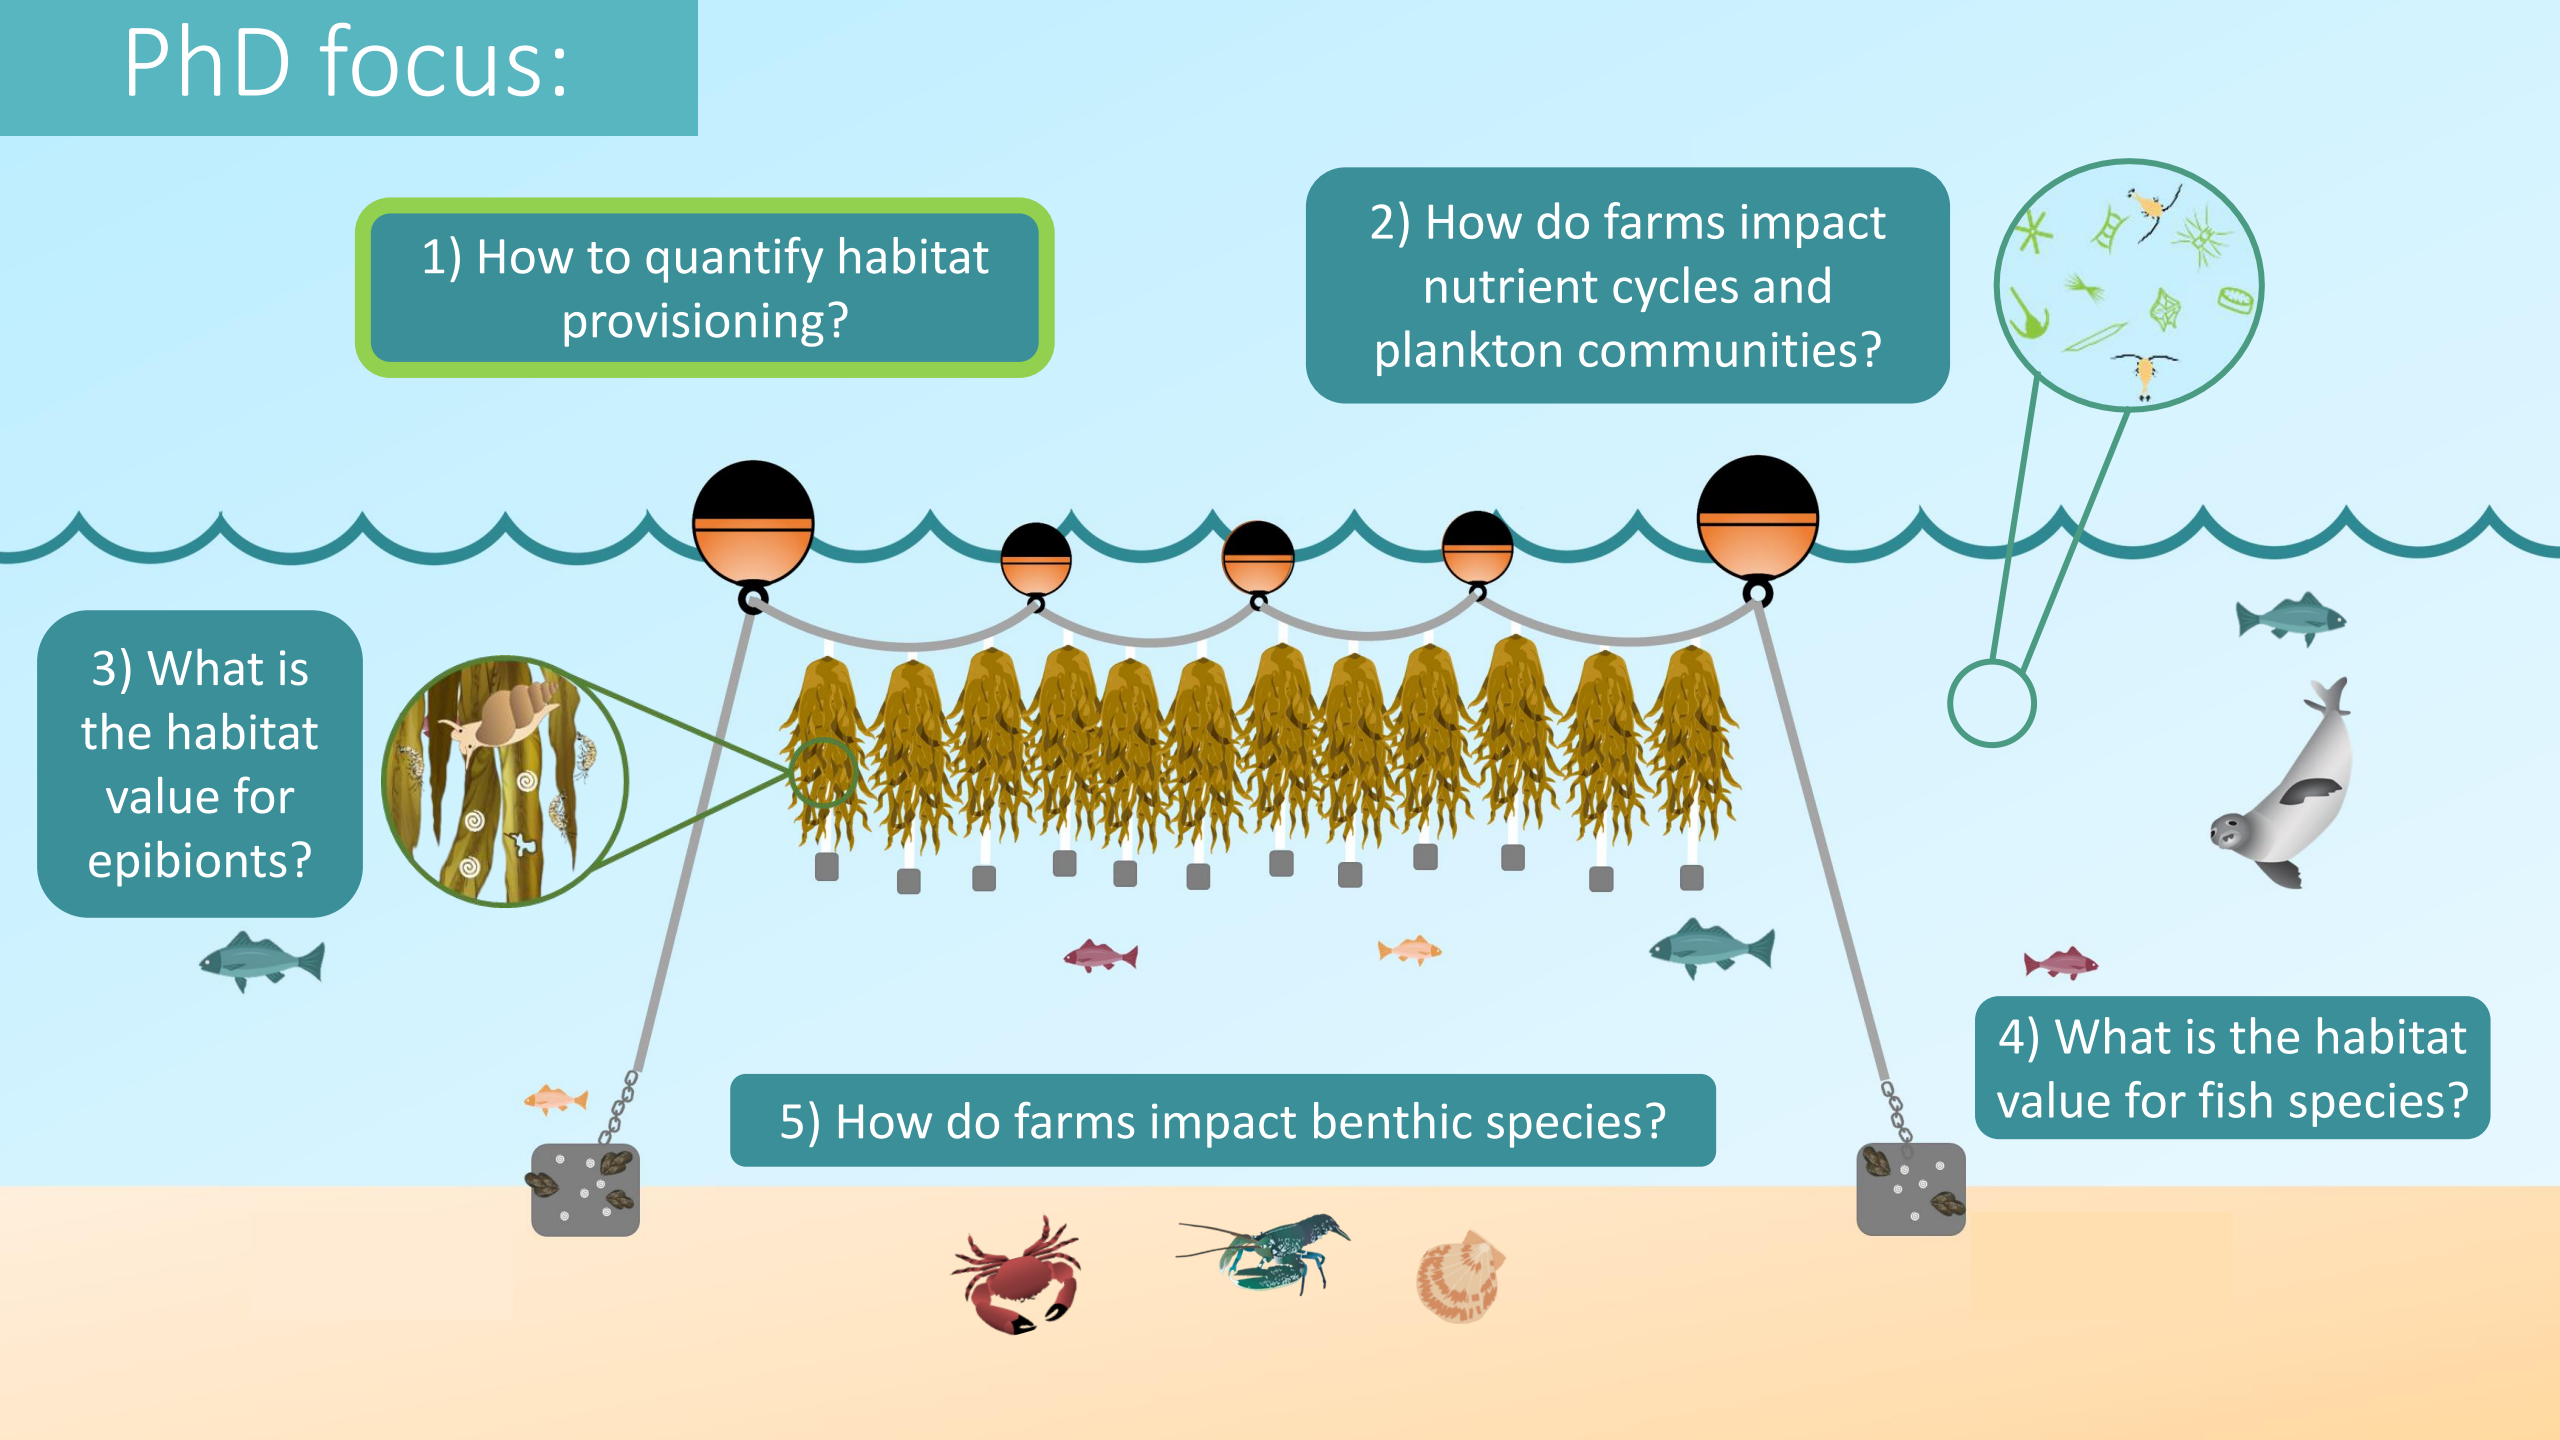 PhD focus:
1) How to quantify habitat
provisioning?
2) How do farms impact
nutrient cycles and
plankton communities?
3) What is
the habitat
value for
epibionts?
4) What is the habitat
value for fish species?
5) How do farms impact benthic species?